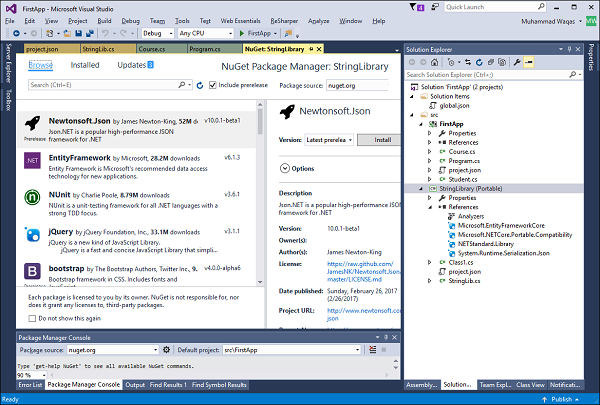 FirstApp - Microsoft Visual Studio
4
Quick Launch (Ctrl+Q)
File Edit View Project Build Debug Team Tools Test Web Essentials ReSharper Analyze Window Help
Muhammad Waqas
MW
Debug Any CPU FirstApp
Server Explorer
Toolbox
project.json StringLib.cs Course.cs Program.cs NuGet: StringLibrary
Browse Installed Updates 3
NuGet Package Manager: StringLibrary
Search (Ctrl+E)
Include prerelease
Package source: nuget.org
Newtonsoft.Json by James Newton-King, 52M d v10.0.1-beta1
Prerelease
Json.NET is a popular high-performance JSON
framework for .NET
EntityFramework by Microsoft, 28.2M downloads v6.1.3
Entity Framework is Microsoft's recommended data access
technology for new applications.
NUnit by Charlie Poole, 8.79M downloads v3.6.1
NUnit is a unit-testing framework for all .NET languages with a
strong TDD focus.
jQuery by jQuery Foundation, Inc., 33.1M downloads v3.1.1
jQuery is a new kind of JavaScript Library.
jQuery is a fast and concise JavaScript Library that simpli...
bootstrap by The Bootstrap Authors, Twitter Inc., 9. v4.0.0-alpha6
Bootstrap framework in CSS. Includes fonts and
Each package is licensed to you by its owner. NuGet is not responsible for, nor
does it grant any licenses to, third-party packages.
Do not show this again
Newtonsoft.Json
Version: Latest prerelea Install
Options
Description
Json.NET is a popular high-performance JSON
framework for .NET
Version: 10.0.1-beta1
Owner(s):
Author(s): James Newton-King
License: https://raw.github.com/
JamesNK/Newtonsoft.Json/
master/LICENSE.md
Date published: Sunday, February 26, 2017
(2/26/2017)
Project URL: http://www.newtonsoft.com
/json
Package Manager Console
Package source: nuget.org Default project: src\FirstApp
Type 'get-help NuGet' to see all available NuGet commands.
90 %
Error List Package Manager Console Output Find Results 1 Find Symbol Results
Solution Explorer
Search Solution Explorer (Ctrl+;)
Solution 'FirstApp' (2 projects)
Solution Items
global.json
src
FirstApp
Properties
References
Course.cs
Program.cs
project.json
Student.cs
StringLibrary (Portable)
Properties
References
Analyzers
Microsoft.EntityFrameworkCore
Microsoft.NETCore.Portable.Compatibility
NETStandard.Library
System.Runtime.Serialization.Json
Class1.cs
project.json
StringLib.cs
Assembly... Solution... Team Expl... Class View Notificati...
Properties
Ready
Publish